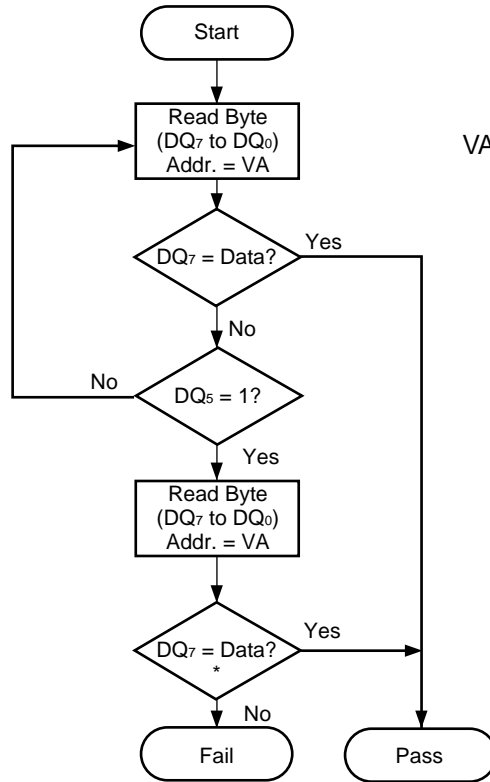 Start
Read Byte
(DQ7 to DQ0)
Addr. = VA
VA
DQ7 = Data?
Yes
No
No
DQ5 = 1?
Yes
Read Byte
(DQ7 to DQ0)
Addr. = VA
DQ7 = Data?
*
Yes
No
Fail
Pass